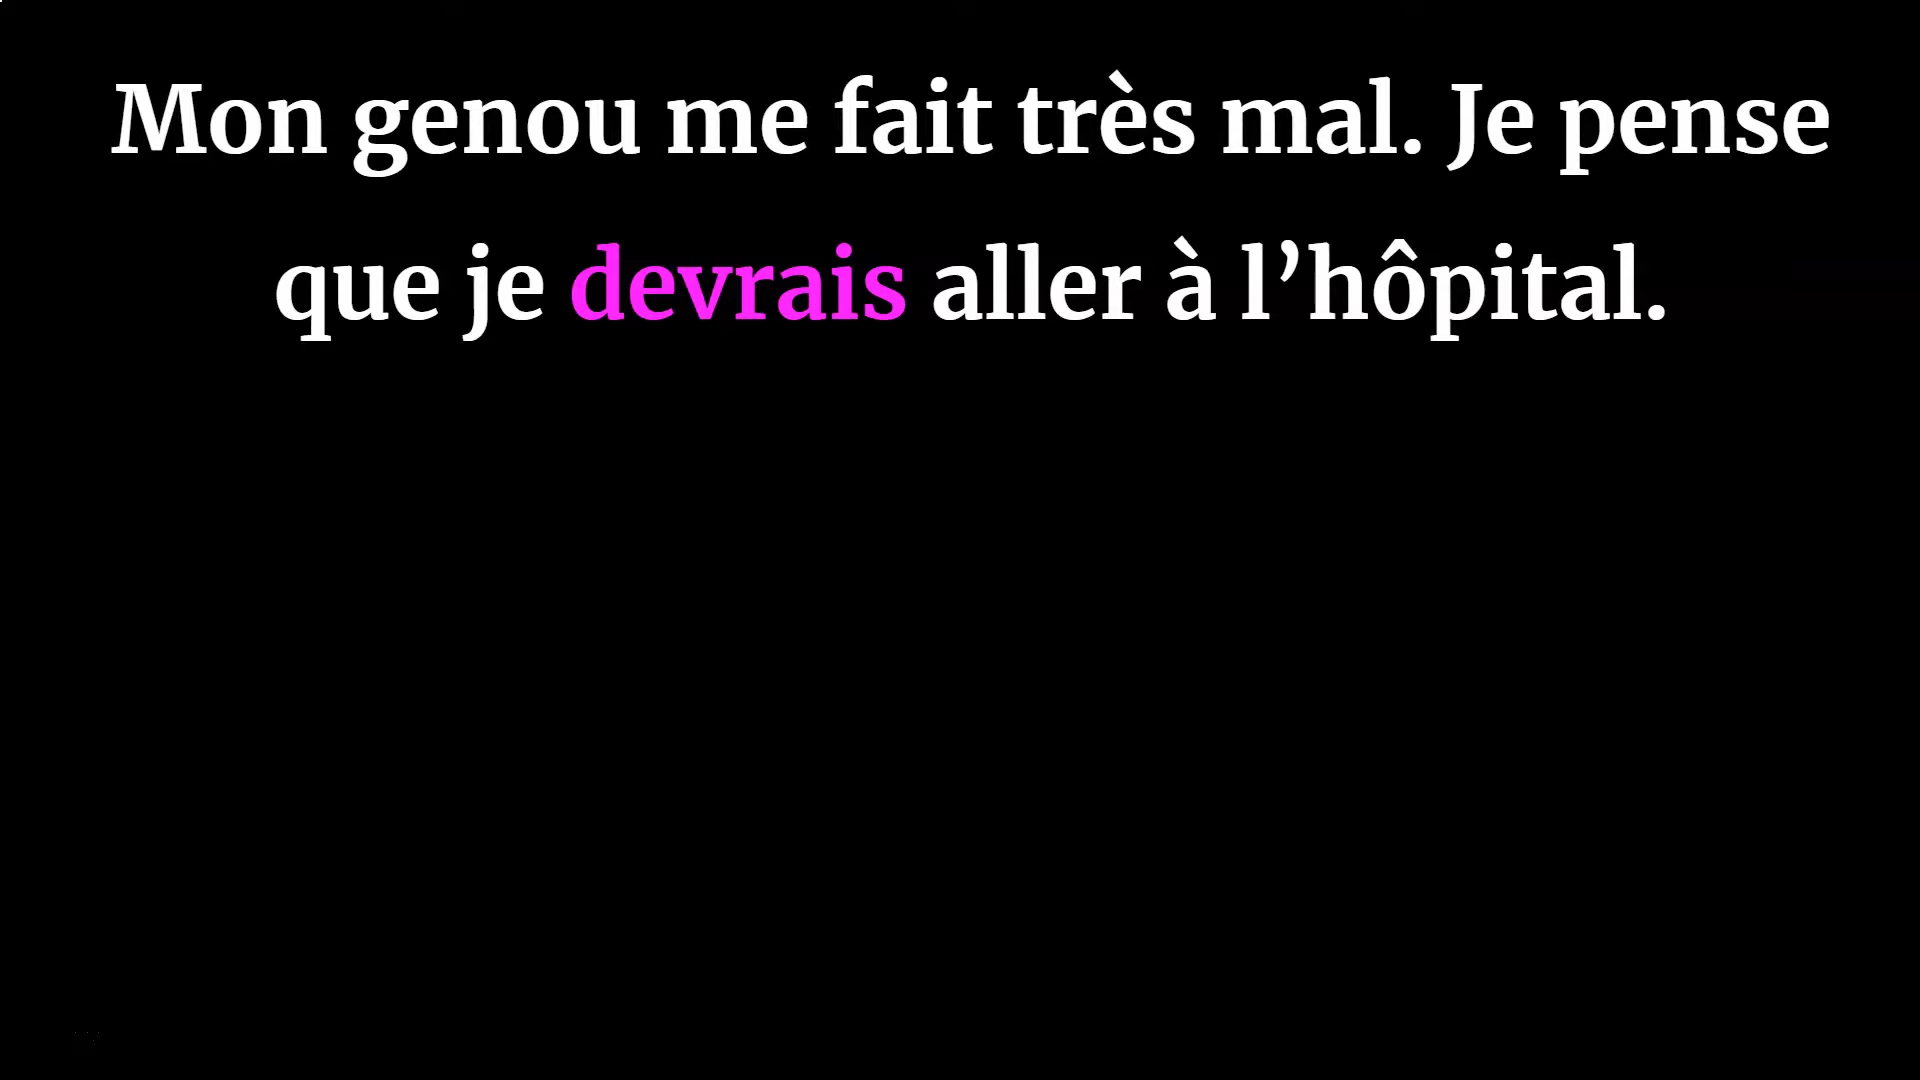 Mon genou me fait très mal. Je pense
que je devrais aller à l’hôpital.